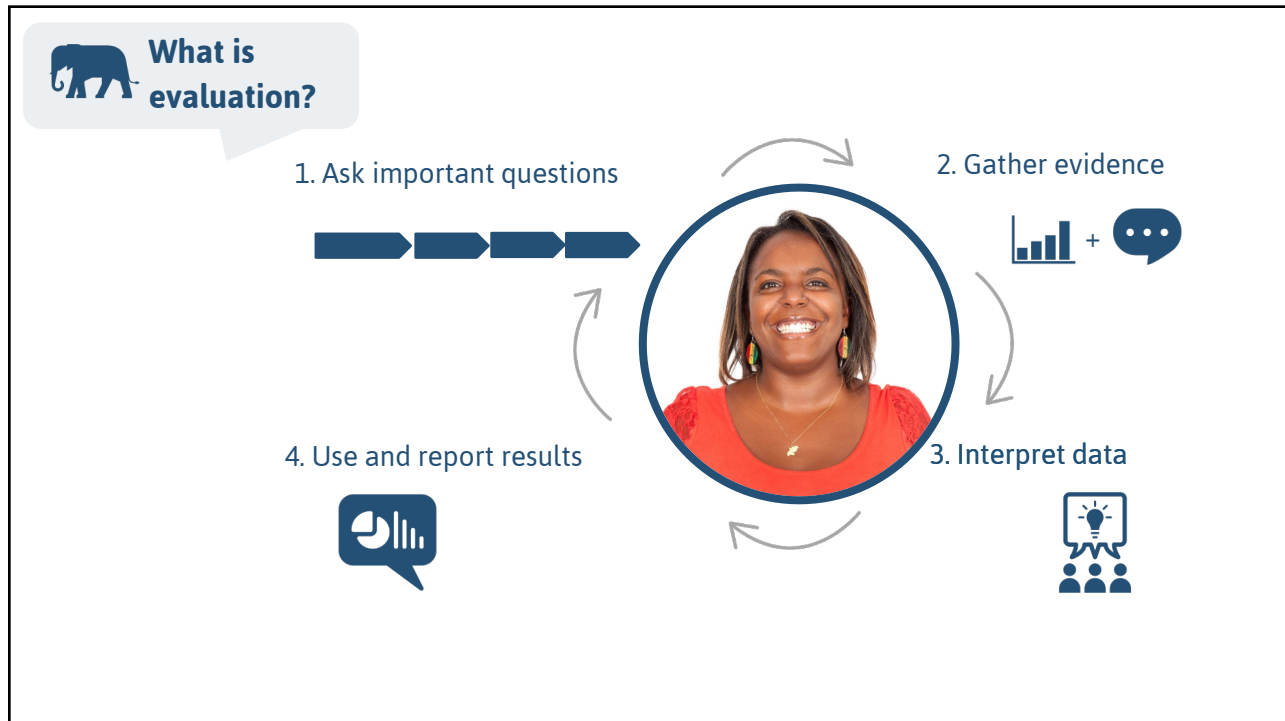 What is
evaluation?
1. Ask important questions
2. Gather evidence
+
4. Use and report results
3. Interpret data